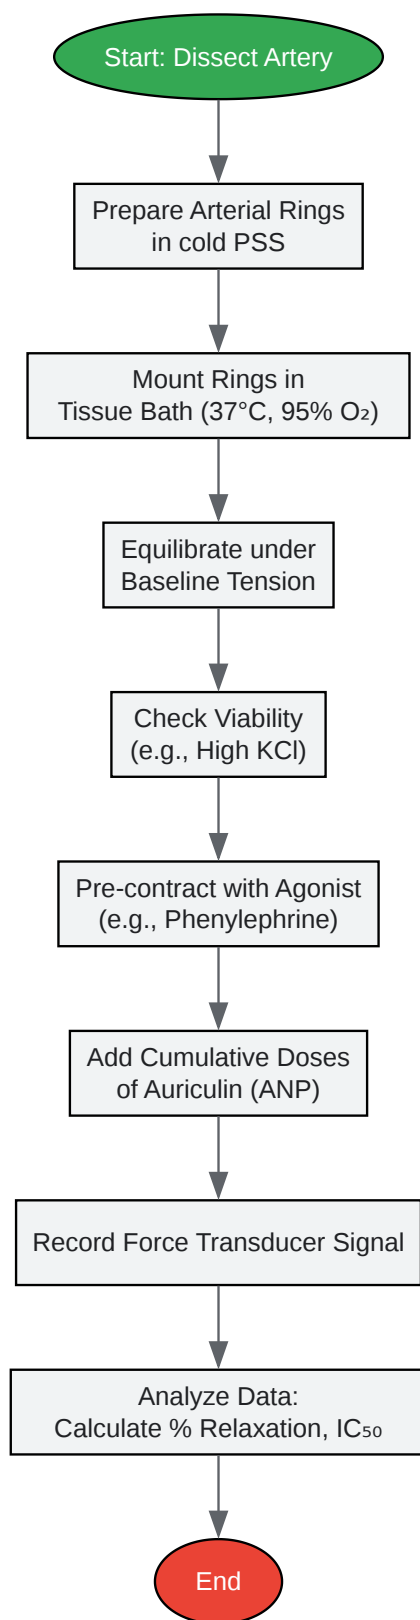 Start: Dissect Artery
Prepare Arterial Rings
in cold PSS
Mount Rings in
Tissue Bath (37°C, 95% O₂)
Equilibrate under
Baseline Tension
Check Viability
(e.g., High KCl)
Pre-contract with Agonist
(e.g., Phenylephrine)
Add Cumulative Doses
of Auriculin (ANP)
Record Force Transducer Signal
Analyze Data:
Calculate % Relaxation, IC₅₀
End